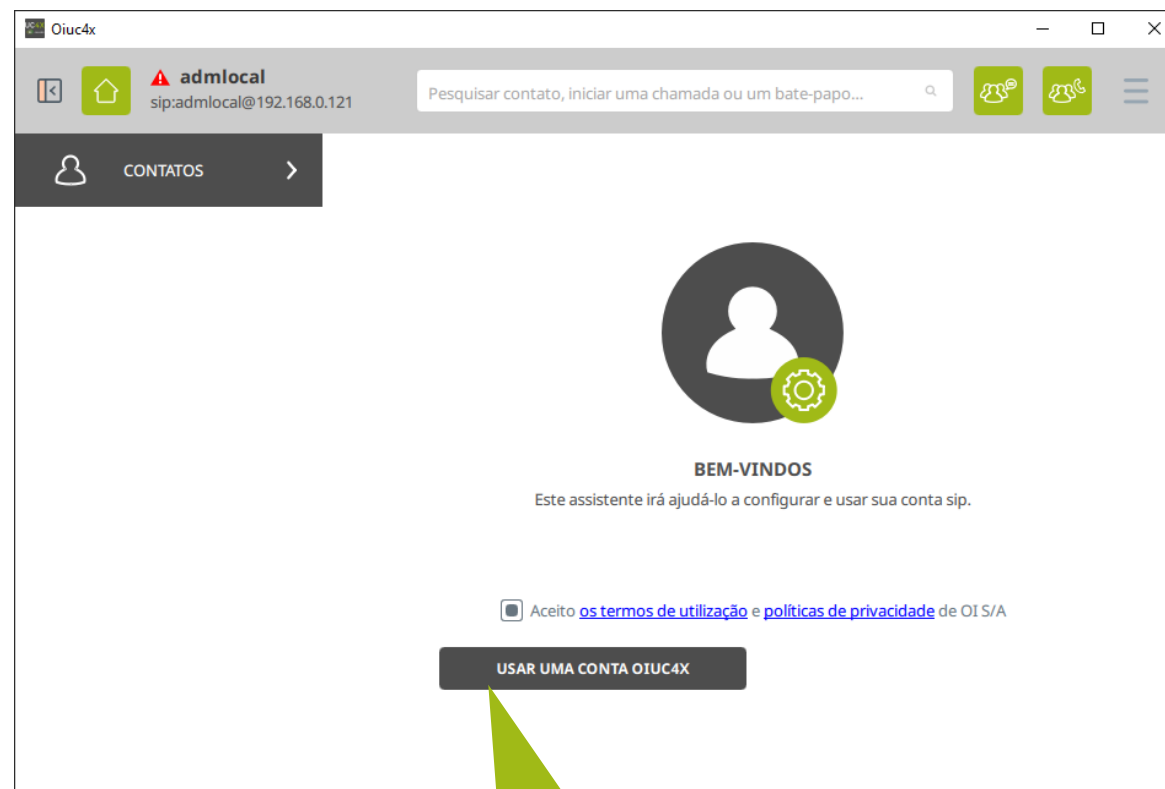 Oiuc4x
admlocal
sip:admlocal@192.168.0.121
Pesquisar contato, iniciar uma chamada ou um bate-papo...
CONTATOS
BEM-VINDOS
Este assistente irá ajudá-lo a configurar e usar sua conta sip.
Aceito os termos de utilização e políticas de privacidade de OI S/A
USAR UMA CONTA OIUC4X